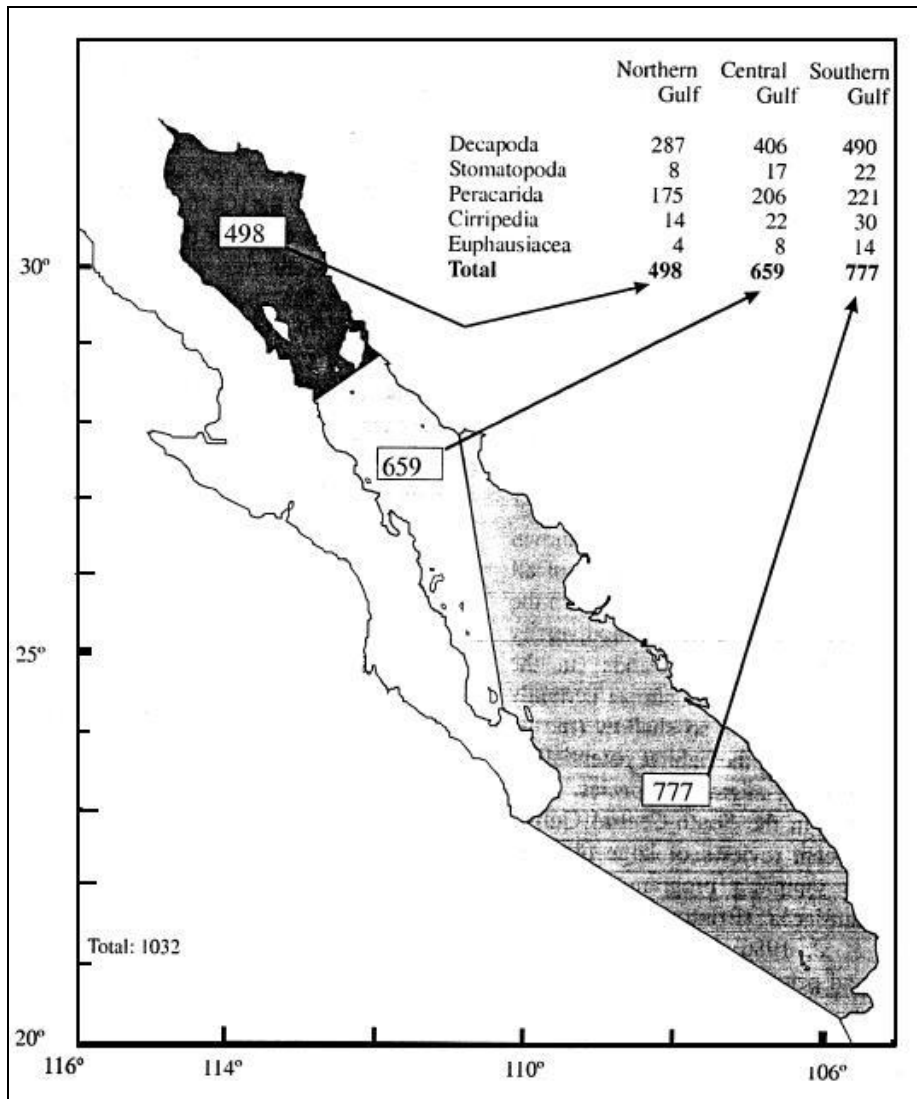 Northern Central Southern
Gulf Gulf Gulf
Decapoda 287 406 490
Stomatopoda 8 17 22
Peracarida 175 206 221
Cirripedia 14 22 30
Euphausiacea 4 8 14
Total 498 659 777
498
30º
659
25º
777
Total: 1032
20º
116º 114º 110º 106º